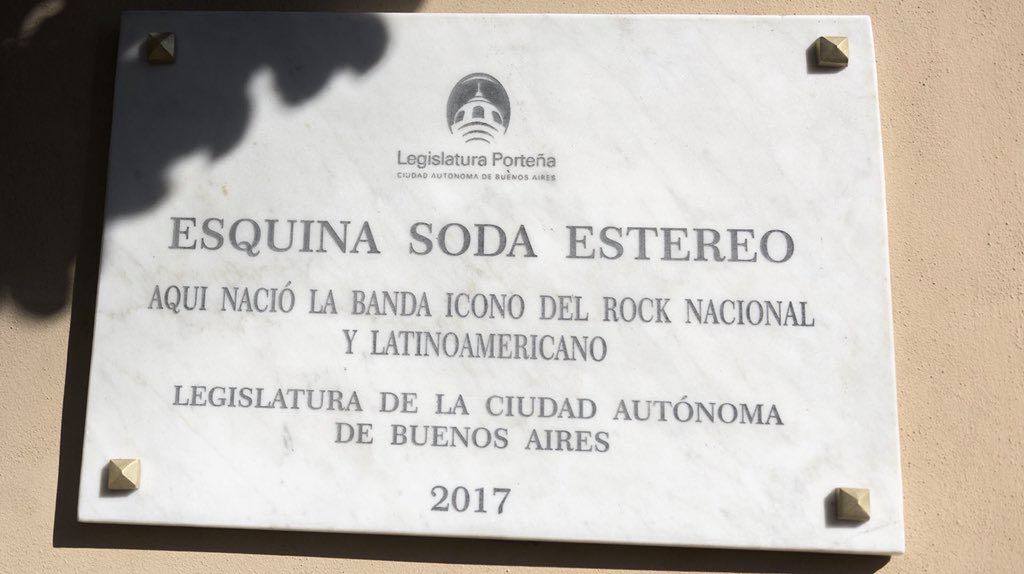 Legislatura Porteña
CIUDAD AUTONOMA DE BUENOS AIRES
ESQUINA SODA ESTEREO
AQUI NACIÓ LA BANDA ICONO DEL ROCK NACIONAL
Y LATINOAMERICANO
LEGISLATURA DE LA CIUDAD AUTÓNOMA
DE BUENOS AIRES
2017